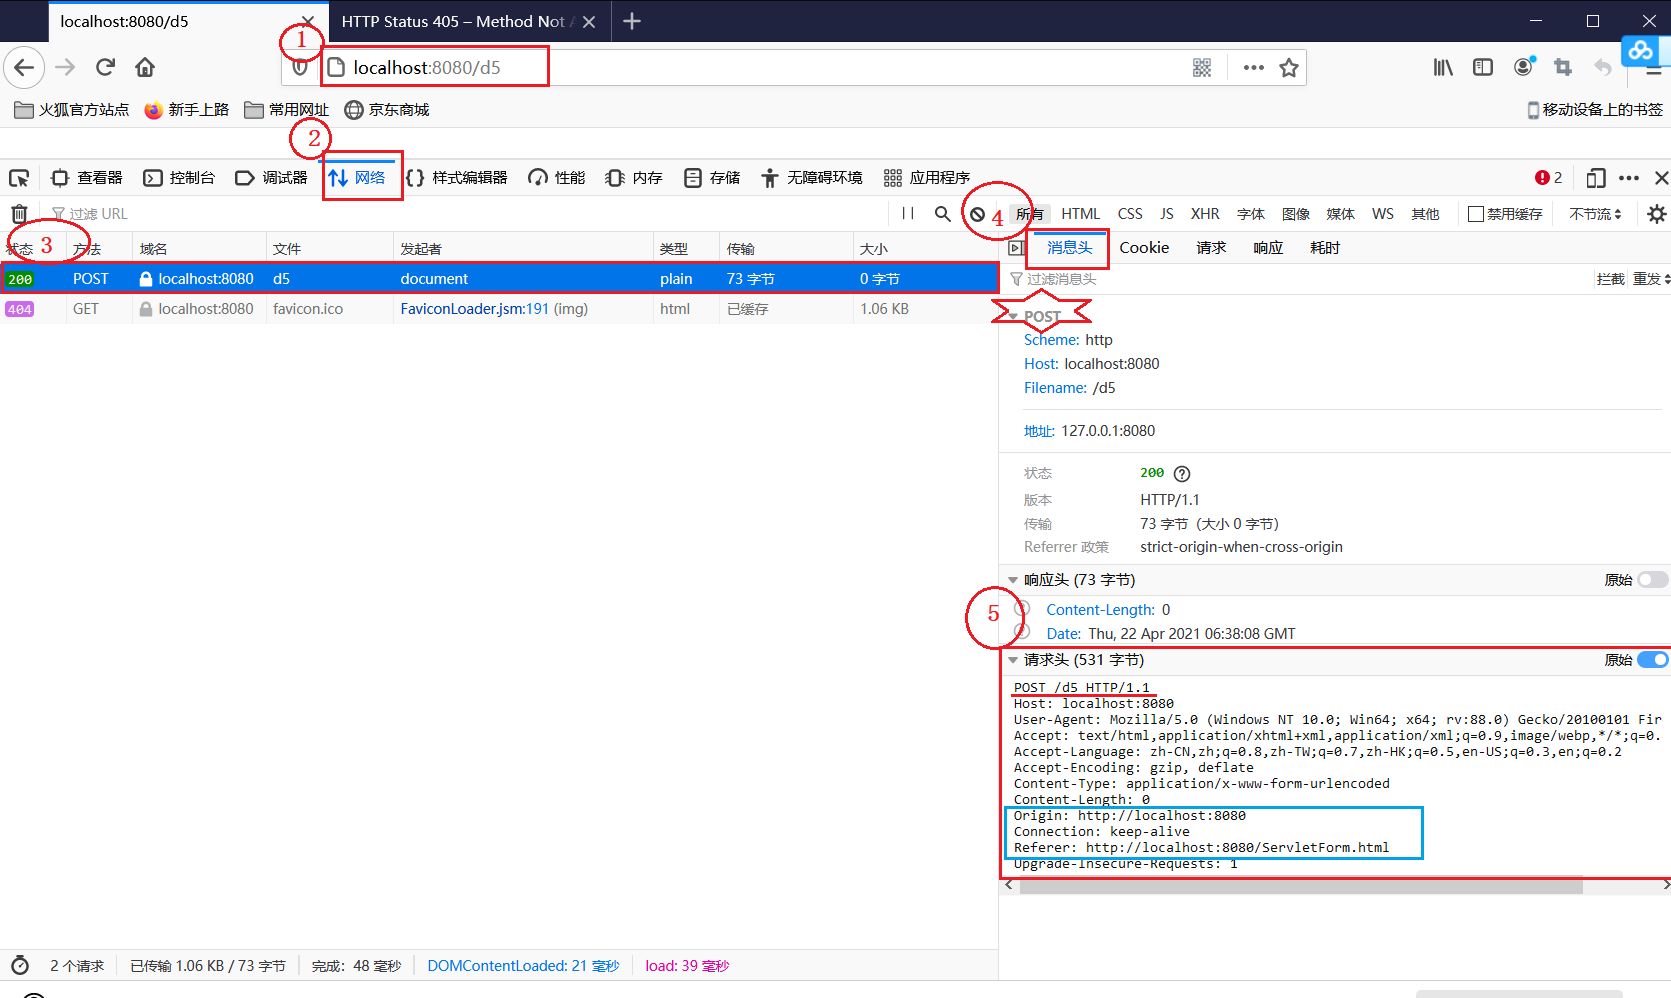 localhost:8080/d5
HTTP Status 405 – Method Not
1
localhost:8080/d5
火狐官方站点 新手上路 常用网址 京东商城 移动设备上的书签
2
查看器 控制台 调试器 网络 样式编辑器 性能 内存 存储 无障碍环境 应用程序 2
过滤 URL 4 所有 HTML CSS JS XHR 字体 图像 媒体 WS 其他 禁用缓存 不节流
状态 3 方法 域名 文件 发起者 类型 传输 大小
消息头 Cookie 请求 响应 耗时
200 POST localhost:8080 d5 document plain 73 字节 0 字节
过滤消息头 拦截 重发
404 GET localhost:8080 favicon.ico FaviconLoader.jsm:191 (img) html 已缓存 1.06 KB
POST
Scheme: http
Host: localhost:8080
Filename: /d5
地址: 127.0.0.1:8080
状态 200
版本 HTTP/1.1
传输 73 字节 (大小 0 字节)
Referrer 政策 strict-origin-when-cross-origin
响应头 (73 字节) 原始
5
Content-Length: 0
Date: Thu, 22 Apr 2021 06:38:08 GMT
请求头 (531 字节) 原始
POST /d5 HTTP/1.1
Host: localhost:8080
User-Agent: Mozilla/5.0 (Windows NT 10.0; Win64; x64; rv:88.0) Gecko/20100101 Fir
Accept: text/html,application/xhtml+xml,application/xml;q=0.9,image/webp,*/*;q=0.
Accept-Language: zh-CN,zh;q=0.8,zh-TW;q=0.7,zh-HK;q=0.5,en-US;q=0.3,en;q=0.2
Accept-Encoding: gzip, deflate
Content-Type: application/x-www-form-urlencoded
Content-Length: 0
Origin: http://localhost:8080
Connection: keep-alive
Referer: http://localhost:8080/ServletForm.html
Upgrade-Insecure-Requests: 1
2 个请求 已传输 1.06 KB / 73 字节 完成: 48 毫秒 DOMContentLoaded: 21 毫秒 load: 39 毫秒